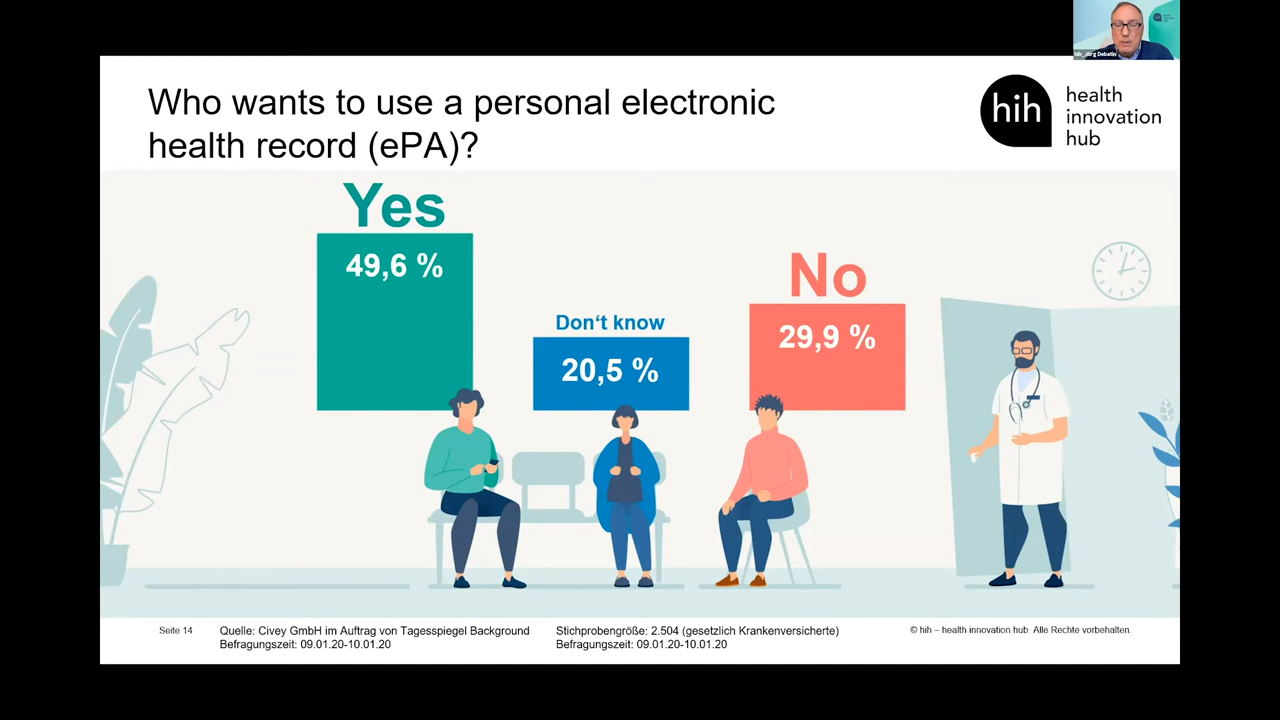 hih_Jörg Debatin
Who wants to use a personal electronic
health record (ePA)?
hih
health
innovation
hub
Yes
49,6 %
Don‘t know
20,5 %
No
29,9 %
Seite 14
Quelle: Civey GmbH im Auftrag von Tagesspiegel Background
Befragungszeit: 09.01.20-10.01.20
Stichprobengröße: 2.504 (gesetzlich Krankenversicherte)
Befragungszeit: 09.01.20-10.01.20
© hih – health innovation hub. Alle Rechte vorbehalten.